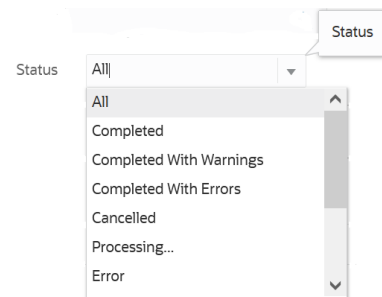 Status
Status All
All
Completed
Completed With Warnings
Completed With Errors
Cancelled
Processing...
Error